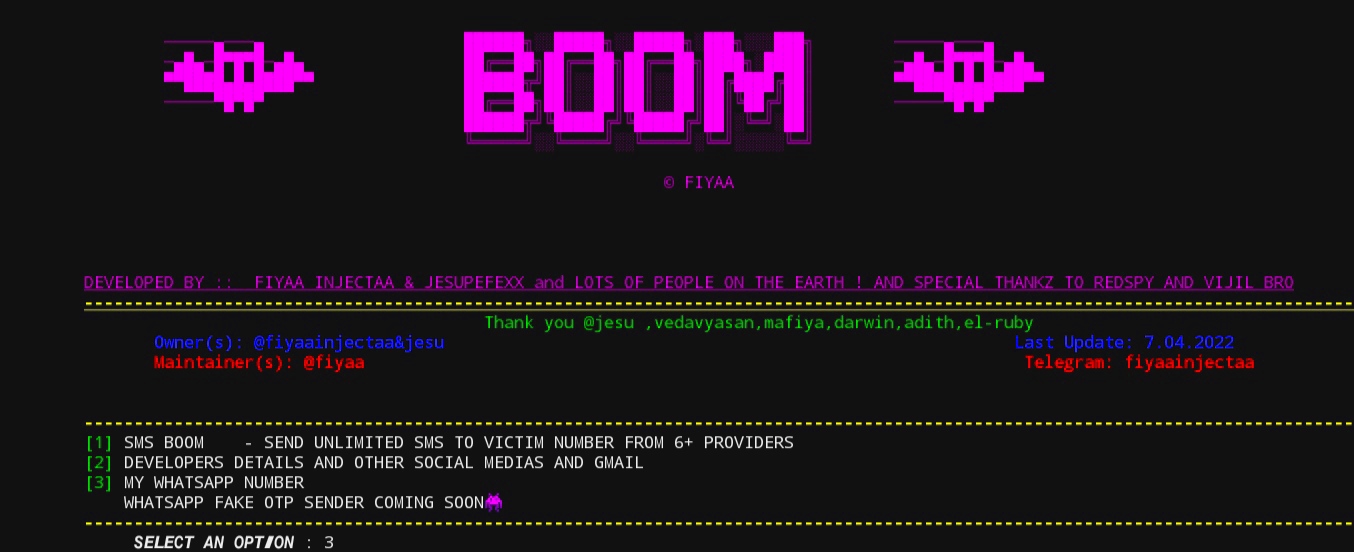 BOOM
© FIYAA
DEVELOPED BY :: FIYAA INJECTAA & JESUPEFEXX and LOTS OF PEOPLE ON THE EARTH ! AND SPECIAL THANKZ TO REDSPY AND VIJIL BRO
Thank you @jesu ,vedavyasan,mafiya,darwin,adith,el-ruby
Owner(s): @fiyaainjectaa&jesu Last Update: 7.04.2022
Maintainer(s): @fiyaa Telegram: fiyaainjectaa
[1] SMS BOOM - SEND UNLIMITED SMS TO VICTIM NUMBER FROM 6+ PROVIDERS
[2] DEVELOPERS DETAILS AND OTHER SOCIAL MEDIAS AND GMAIL
[3] MY WHATSAPP NUMBER
WHATSAPP FAKE OTP SENDER COMING SOON👾
SELECT AN OPTION : 3